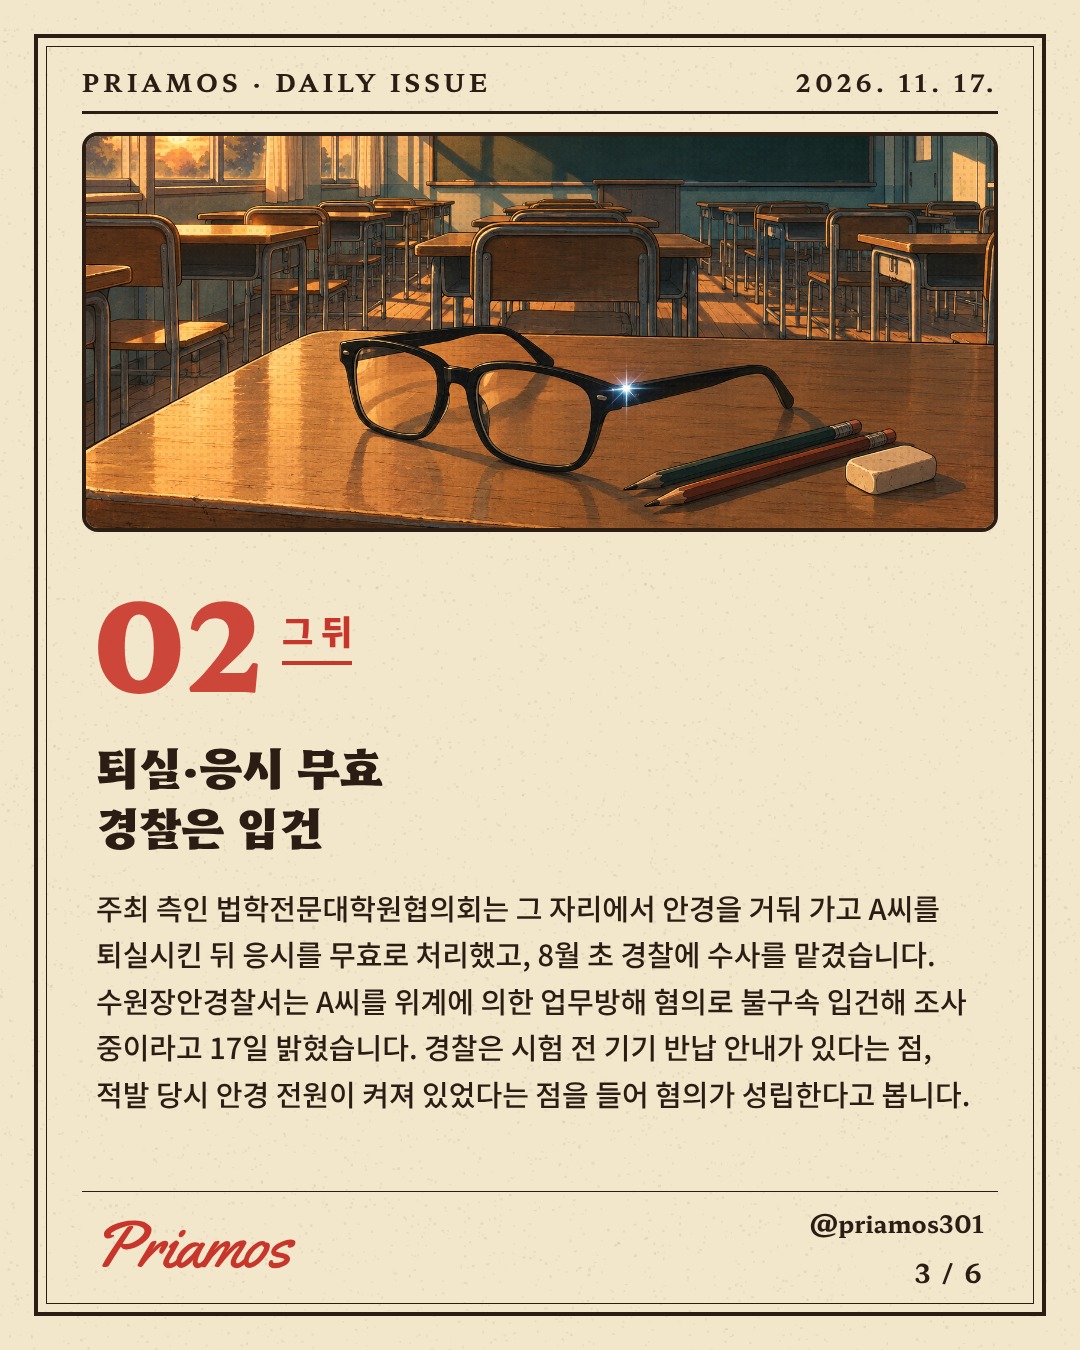 PRIAMOS · DAILY ISSUE
2026. 11. 17.
02 그 뒤
퇴실·응시 무효
경찰은 입건
주최 측인 법학전문대학원협의회는 그 자리에서 안경을 거둬 가고 A씨를
퇴실시킨 뒤 응시를 무효로 처리했고, 8월 초 경찰에 수사를 맡겼습니다.
수원장안경찰서는 A씨를 위계에 의한 업무방해 혐의로 불구속 입건해 조사
중이라고 17일 밝혔습니다. 경찰은 시험 전 기기 반납 안내가 있다는 점,
적발 당시 안경 전원이 켜져 있었다는 점을 들어 혐의가 성립한다고 봅니다.
Priamos
@priamos301
3 / 6